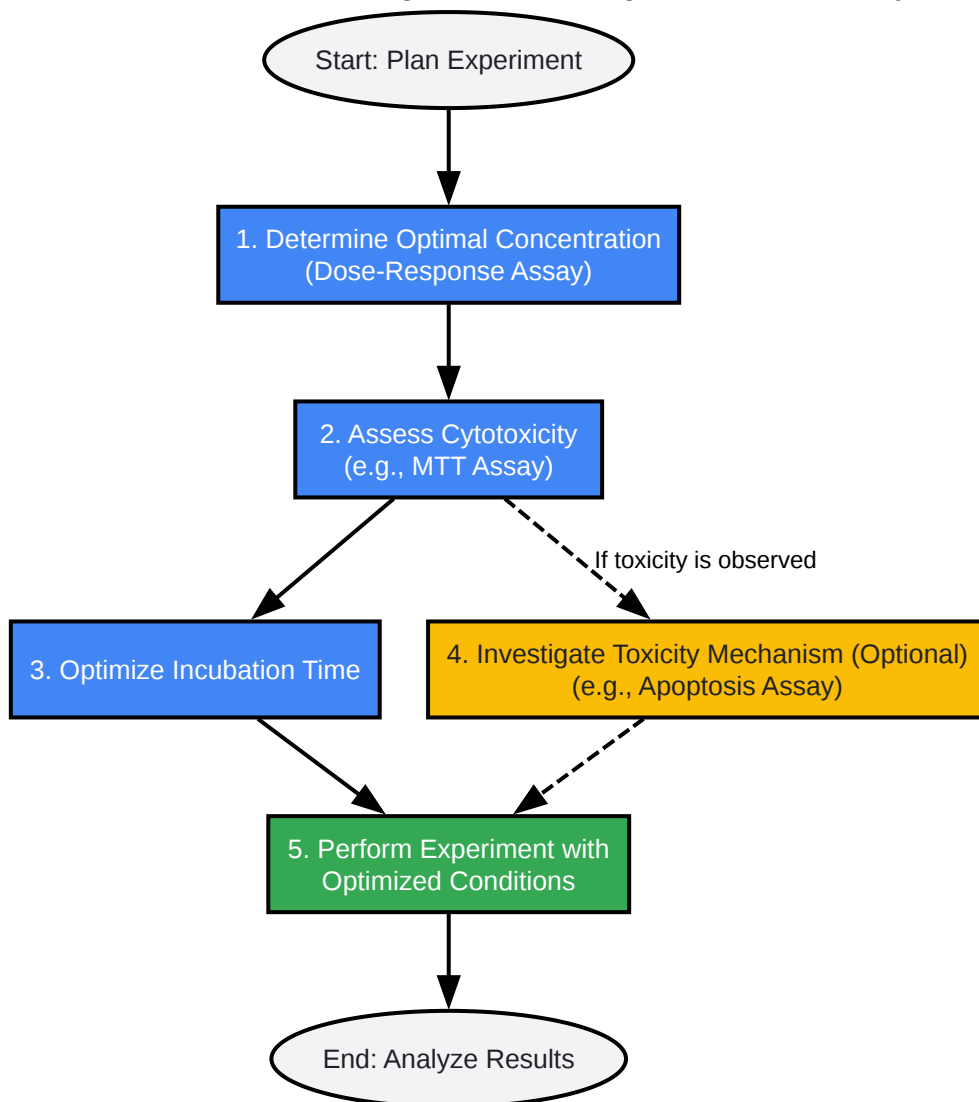 Start: Plan Experiment
1. Determine Optimal Concentration
(Dose-Response Assay)
2. Assess Cytotoxicity
(e.g., MTT Assay)
If toxicity is observed
3. Optimize Incubation Time
4. Investigate Toxicity Mechanism (Optional)
(e.g., Apoptosis Assay)
5. Perform Experiment with
Optimized Conditions
End: Analyze Results